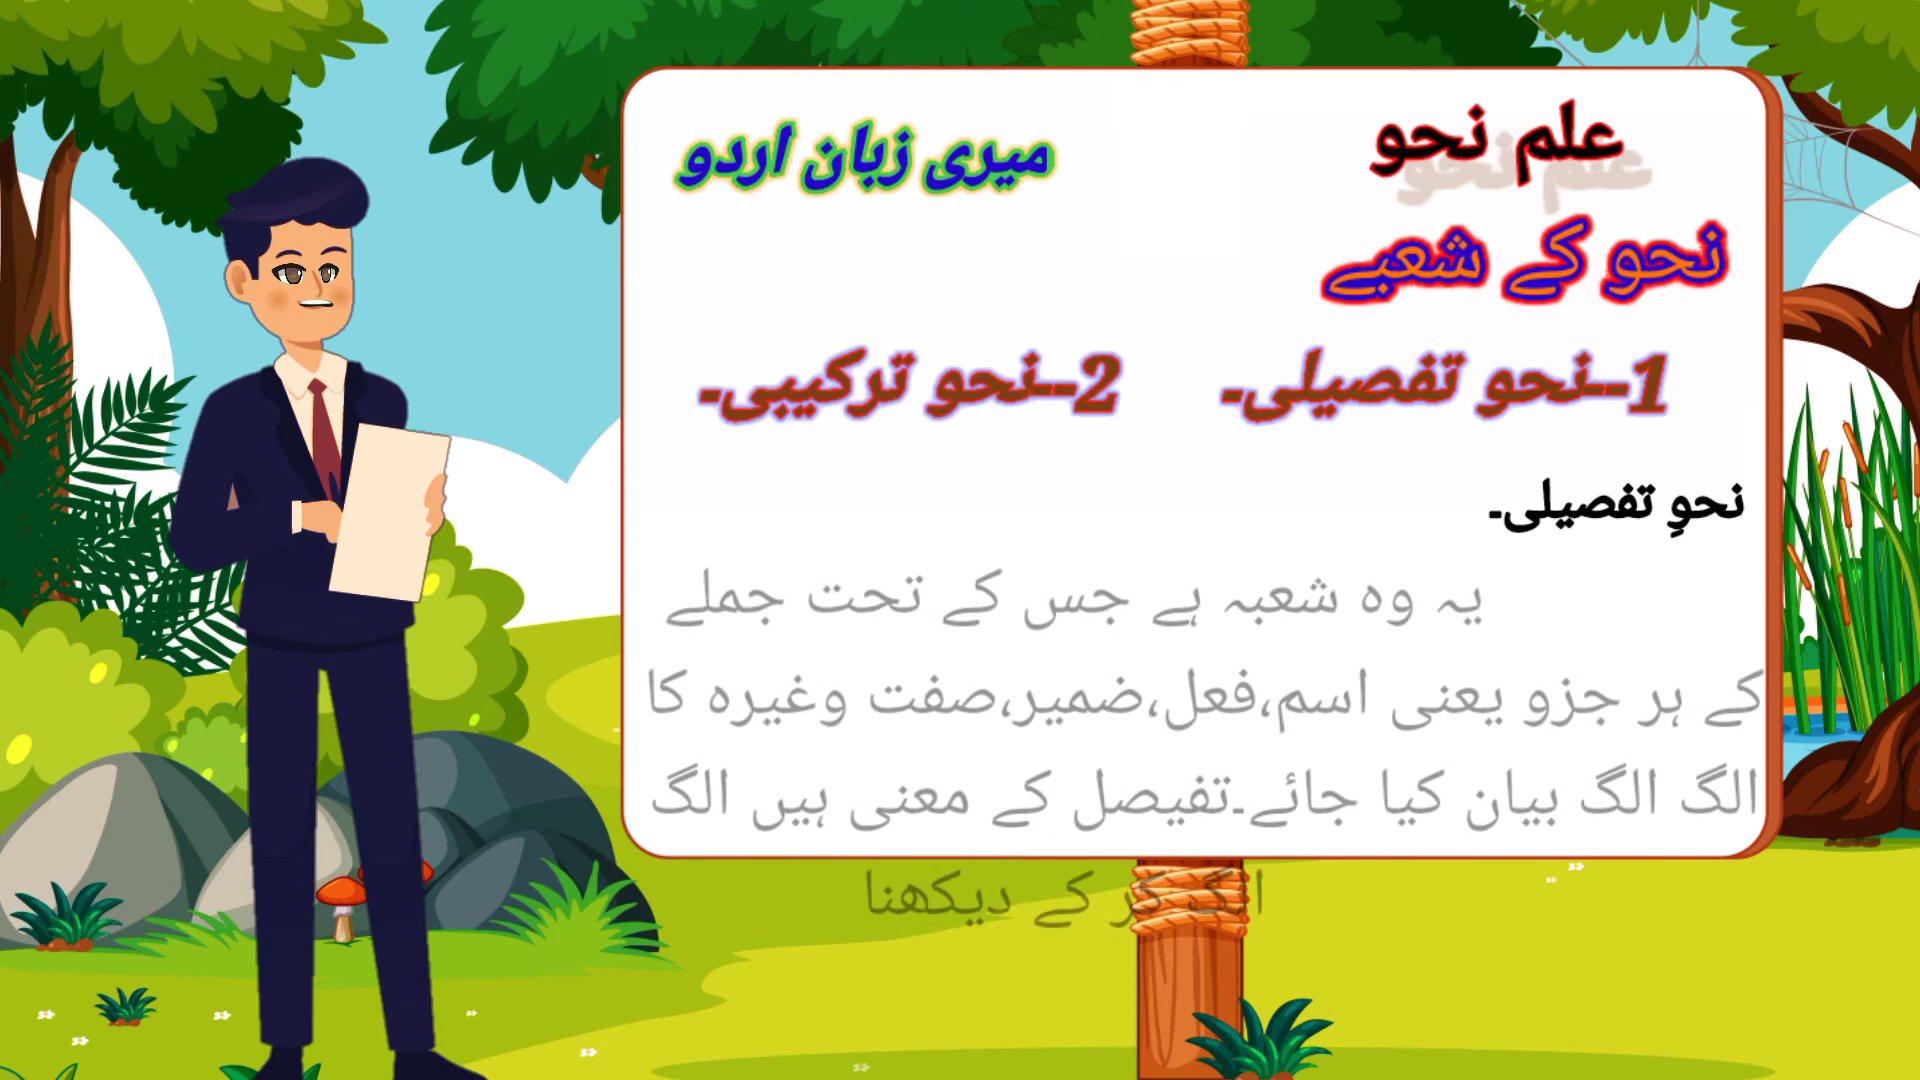 علم نحو
میری زبان اردو
نحو کے شعبے
1--نحو تفصیلی۔
2--نحو ترکیبی۔
نحوِ تفصیلی۔
یہ وہ شعبہ ہے جس کے تحت جملے
کے ہر جزو یعنی اسم،فعل،ضمیر،صفت وغیرہ کا
الگ الگ بیان کیا جائے۔تفیصل کے معنی ہیں الگ
الگ کر کے دیکھنا